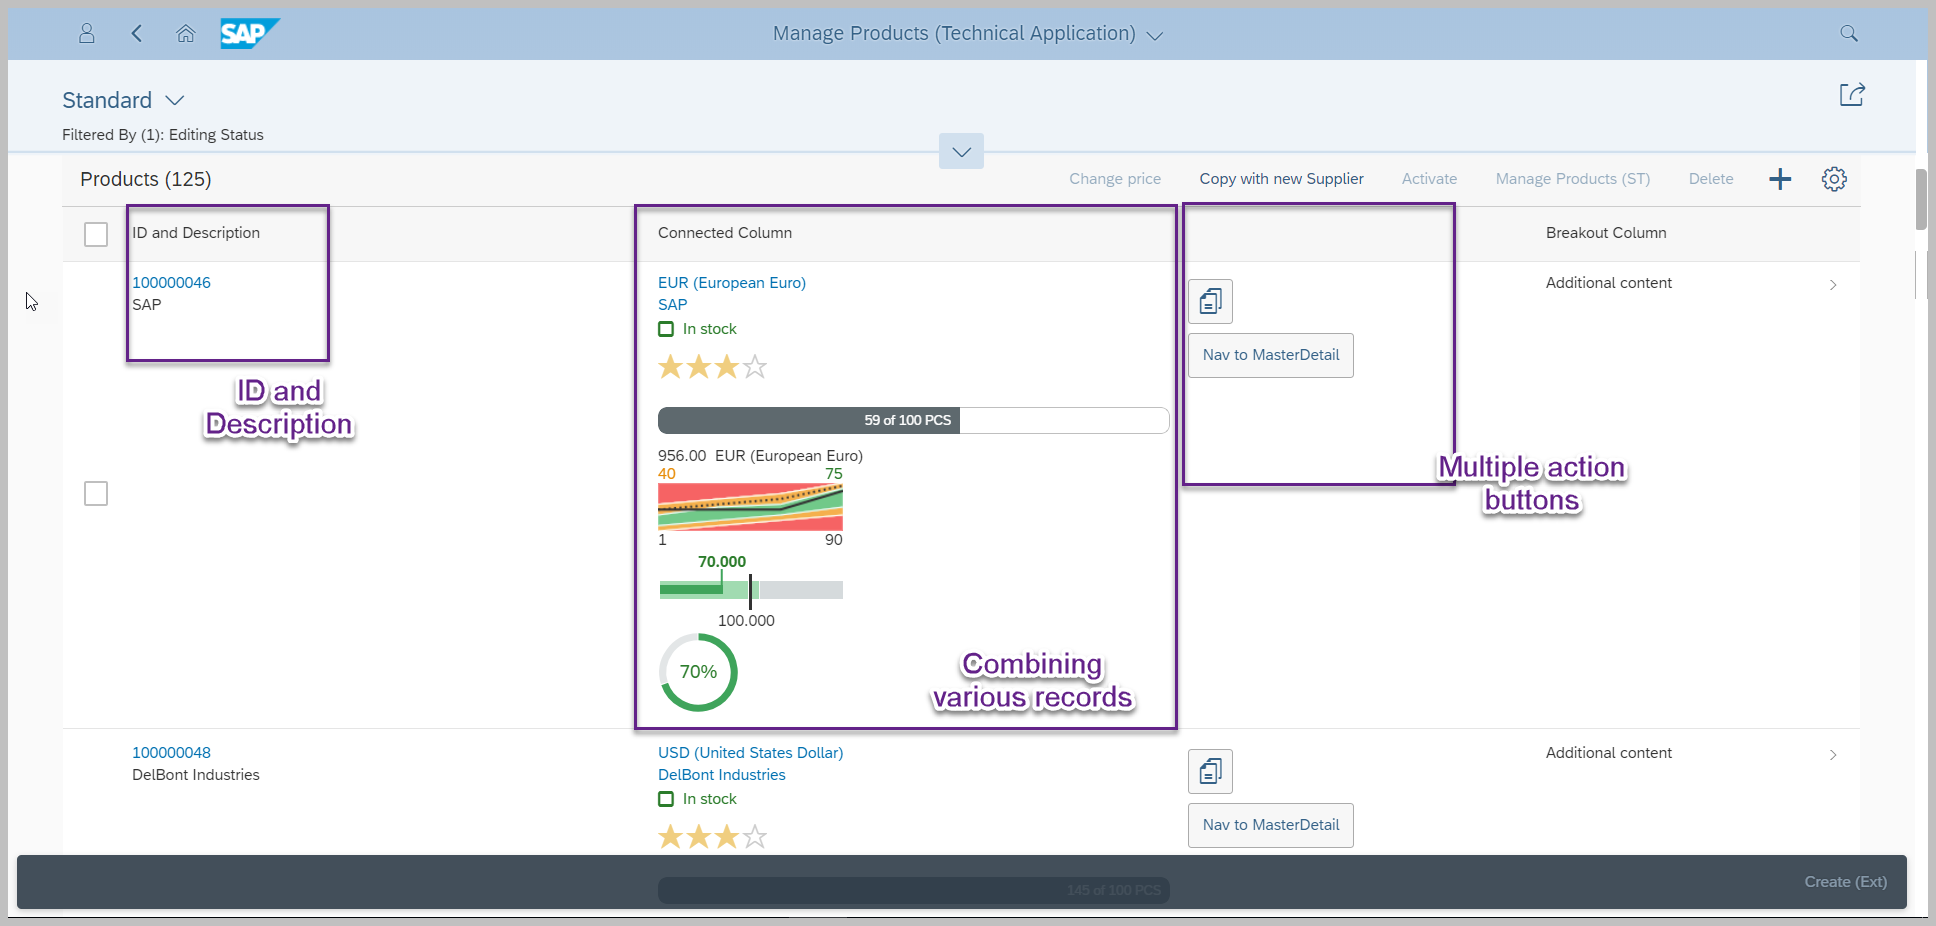 SAP
Manage Products (Technical Application)
Standard
Filtered By (1): Editing Status
Products (125)
Change price
Copy with new Supplier
Activate
Manage Products (ST)
Delete
ID and Description
Connected Column
Breakout Column
100000046
SAP
EUR (European Euro)
SAP
In stock
59 of 100 PCS
956.00 EUR (European Euro)
40 75
1 90
70.000
100.000
70%
Nav to MasterDetail
Additional content
ID and
Description
Multiple action
buttons
Combining
various records
100000048
DelBont Industries
USD (United States Dollar)
DelBont Industries
In stock
Nav to MasterDetail
Additional content
145 of 100 PCS
Create (Ext)